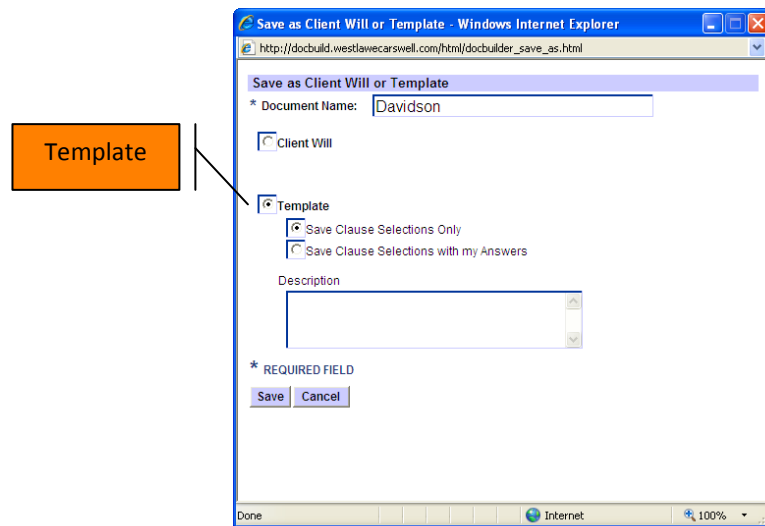 Save as Client Will or Template - Windows Internet Explorer
http://docbuild.westlawecarswell.com/html/docbuilder_save_as.html
Save as Client Will or Template
* Document Name: Davidson
Client Will
Template
Template
Save Clause Selections Only
Save Clause Selections with my Answers
Description
* REQUIRED FIELD
Save Cancel
Done Internet 100%